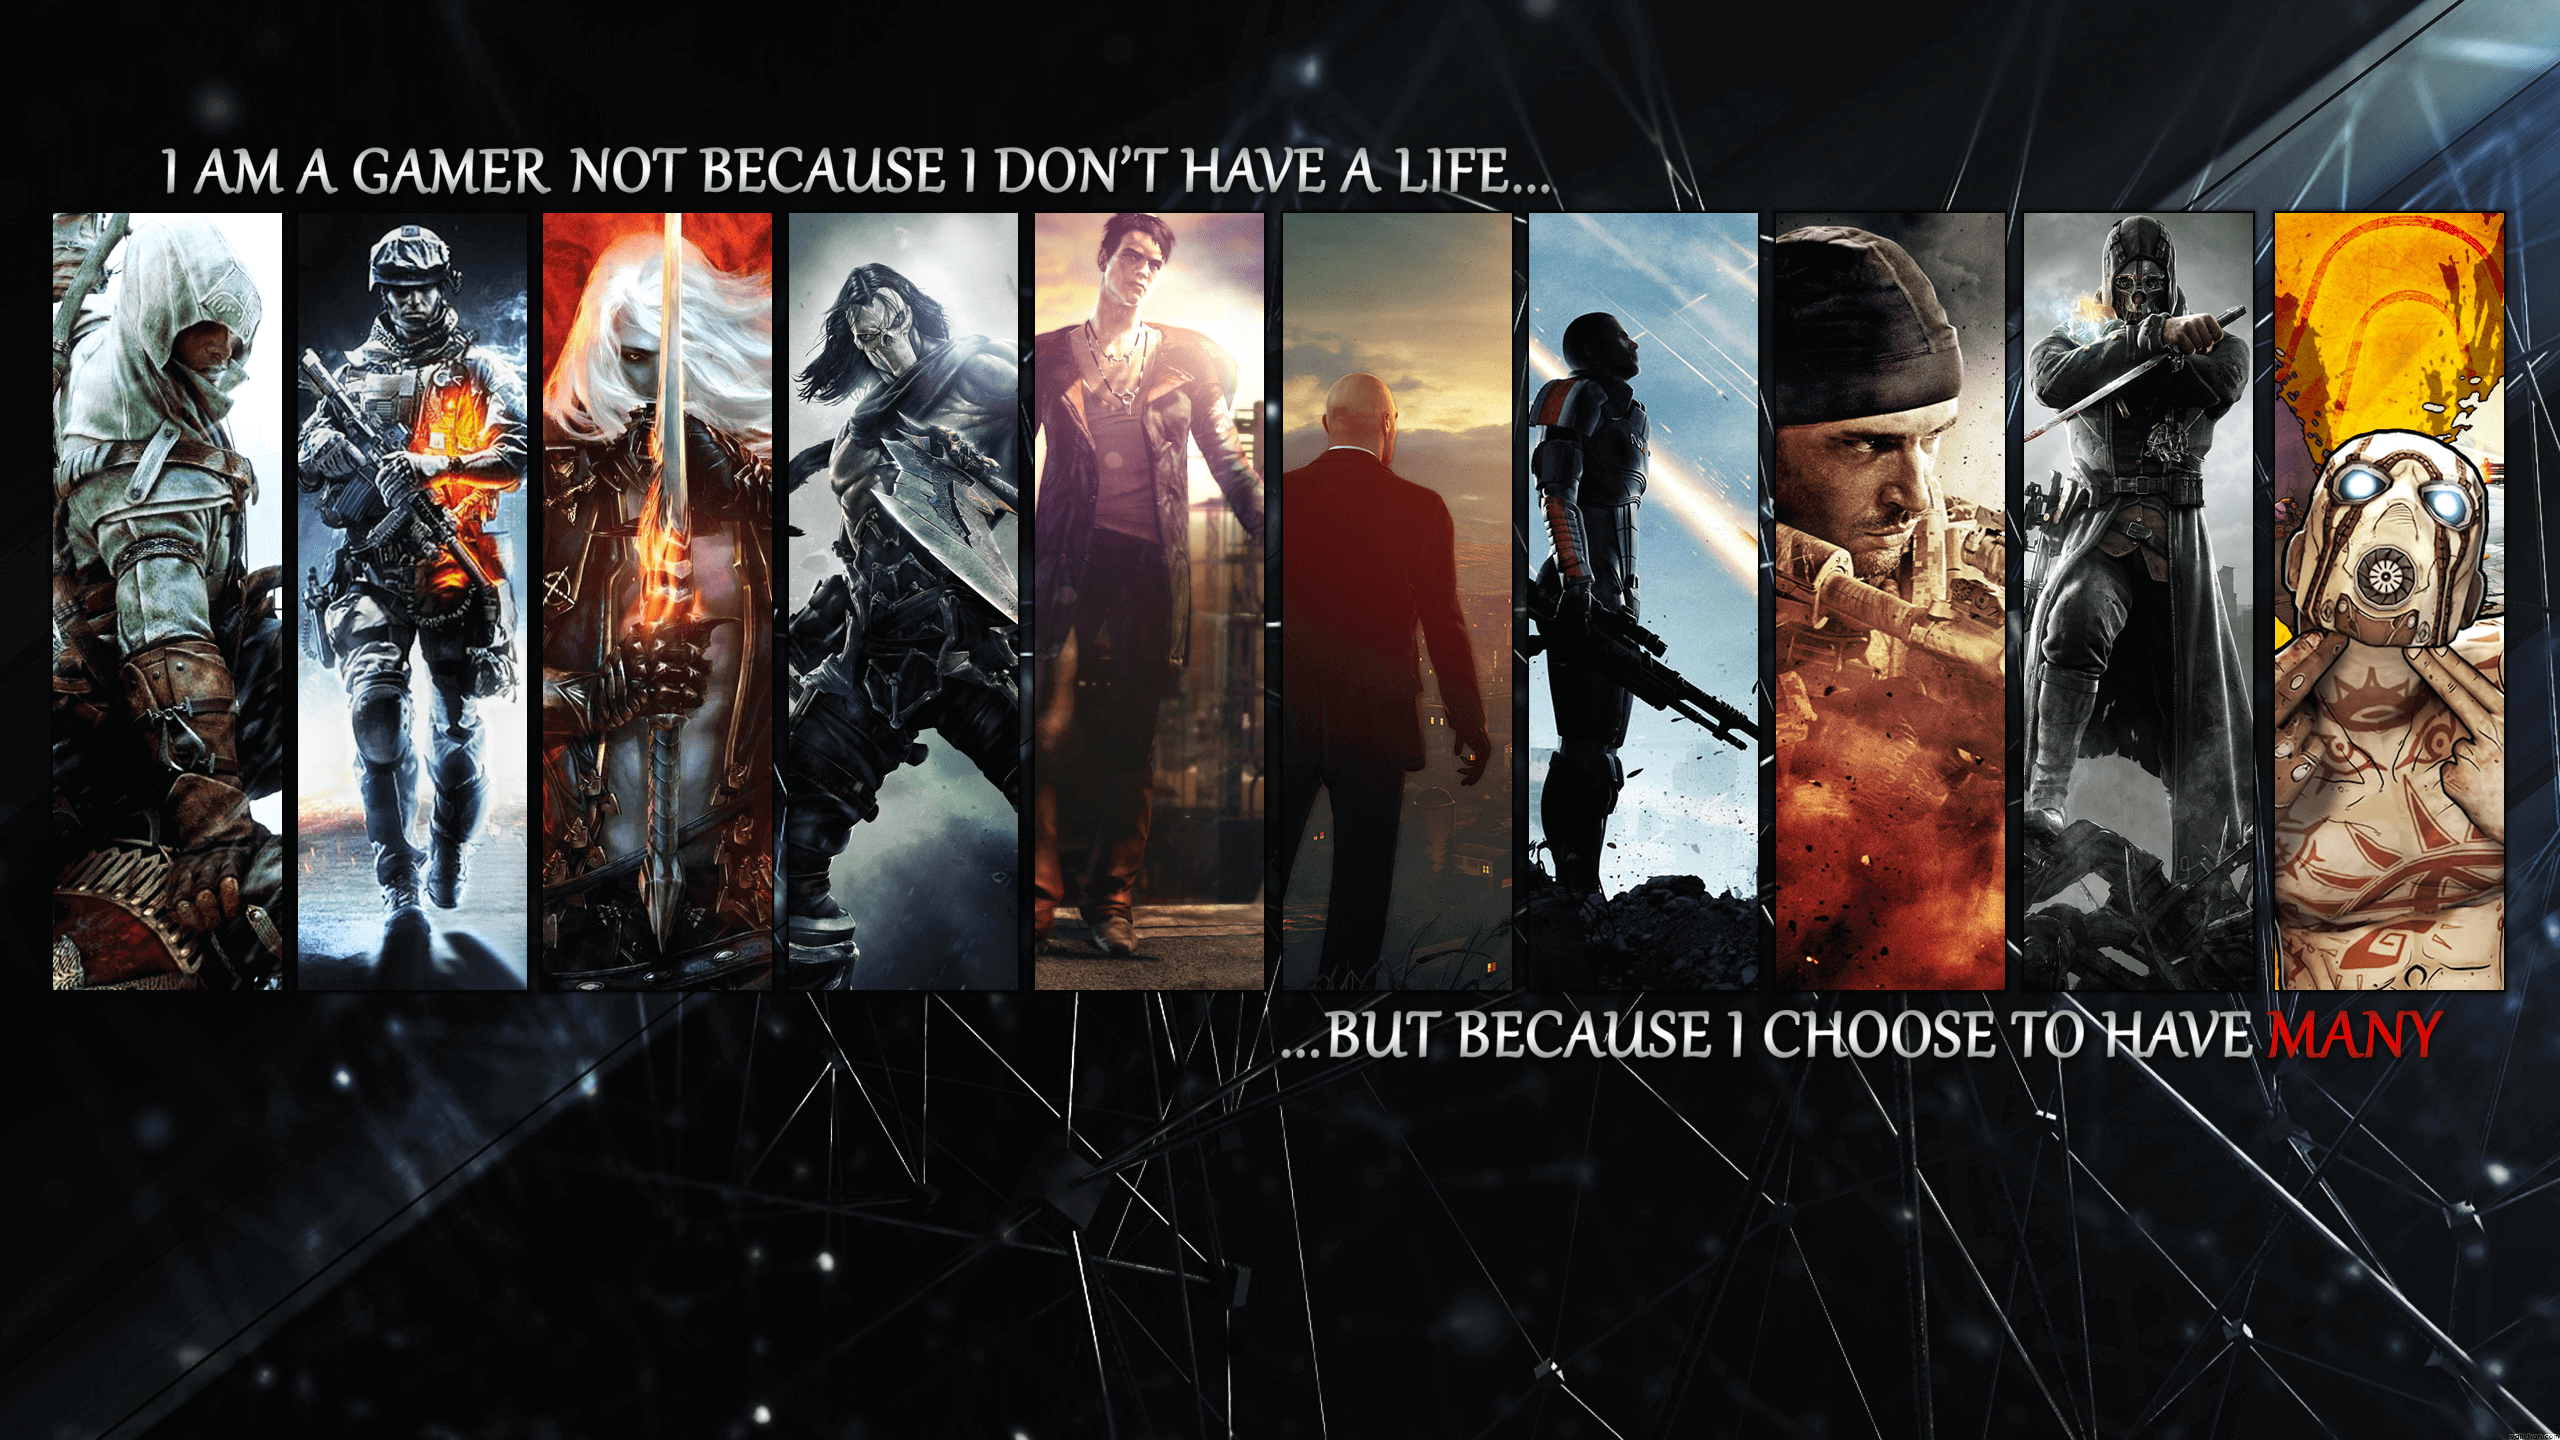 I AM A GAMER NOT BECAUSE I DON'T HAVE A LIFE...
...BUT BECAUSE I CHOOSE TO HAVE MANY